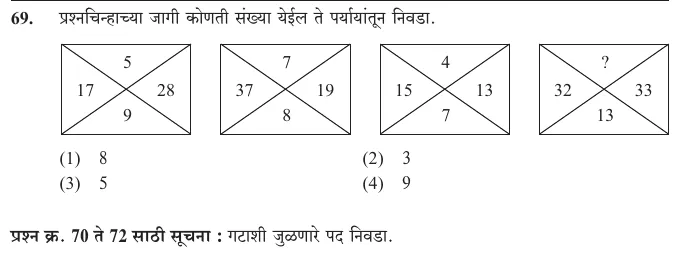 69. प्रश्नचिन्हाच्या जागी कोणती संख्या येईल ते पर्यायांतून निवडा.
5 7 4 ?
17 28 37 19 15 13 32 33
9 8 7 13
(1) 8 (2) 3
(3) 5 (4) 9
प्रश्न क्र. 70 ते 72 साठी सूचना : गटाशी जुळणारे पद निवडा.